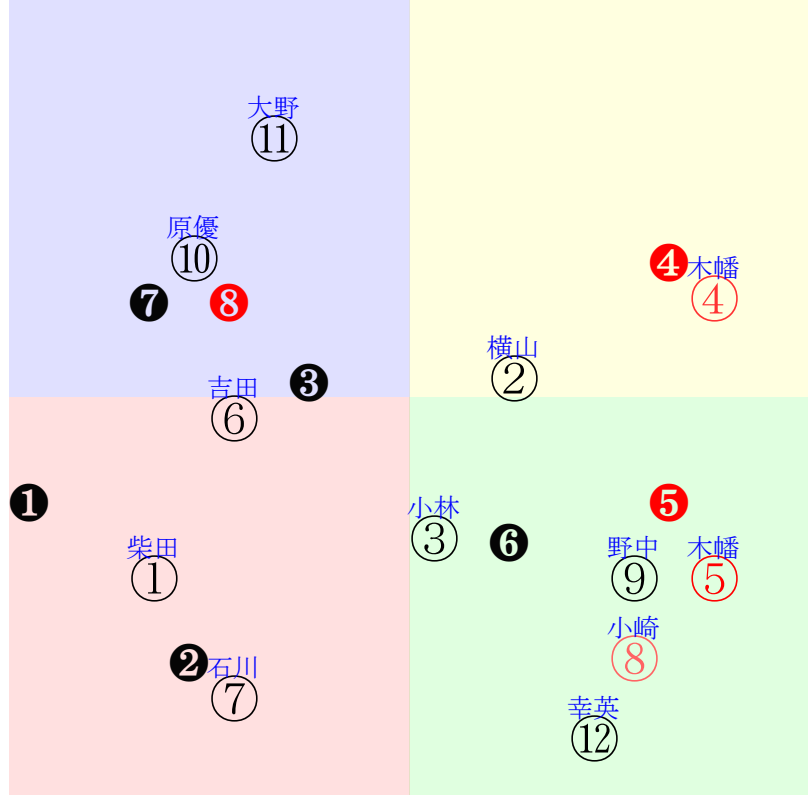 大野
⑪
原優
⑩
❹
木幡
④
❼
❽
横山
②
❸
吉田
⑥
❶
❺
小林
③
❻
柴田
①
野中
⑨
木幡
⑤
小崎
⑧
❷
石川
⑦
幸英
⑫